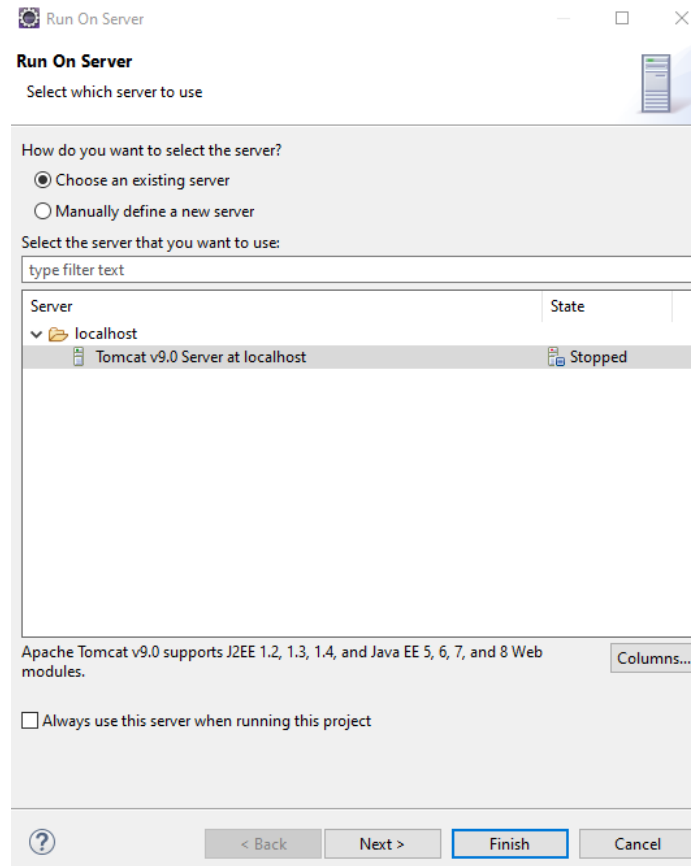 Run On Server
Run On Server
Select which server to use
How do you want to select the server?
Choose an existing server
Manually define a new server
Select the server that you want to use:
type filter text
Server State
localhost
Tomcat v9.0 Server at localhost Stopped
Apache Tomcat v9.0 supports J2EE 1.2, 1.3, 1.4, and Java EE 5, 6, 7, and 8 Web
modules.
Columns...
Always use this server when running this project
? < Back Next > Finish Cancel